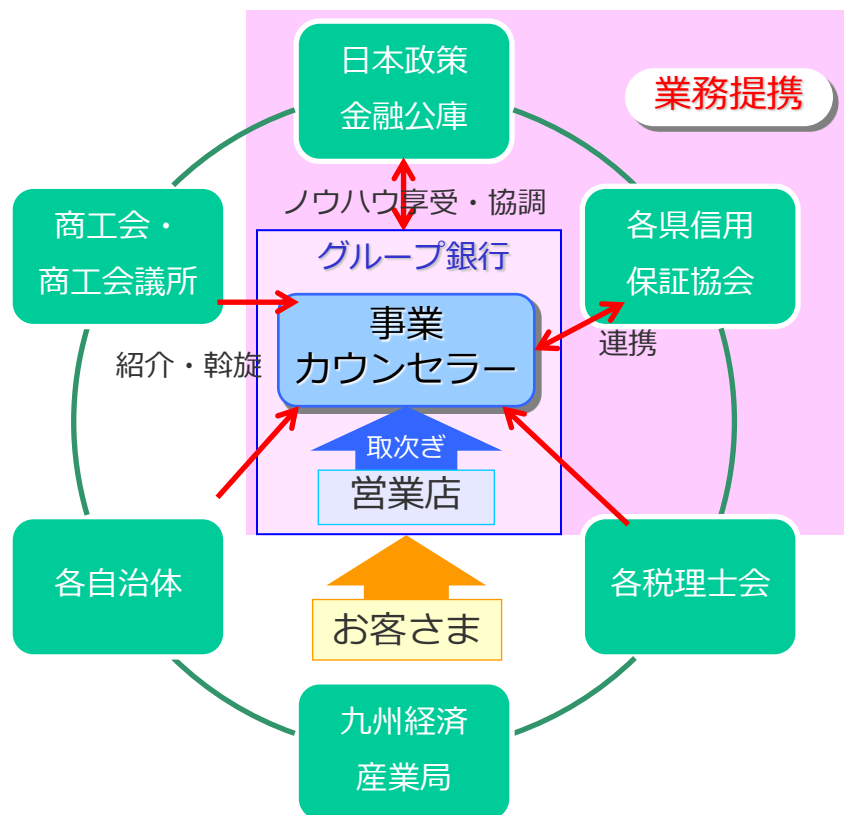 日本政策
金融公庫
業務提携
ノウハウ享受・協調
商工会・
商工会議所
各県信用
保証協会
グループ銀行
事業
カウンセラー
連携
紹介・斡旋
取次ぎ
営業店
各自治体
各税理士会
お客さま
九州経済
産業局